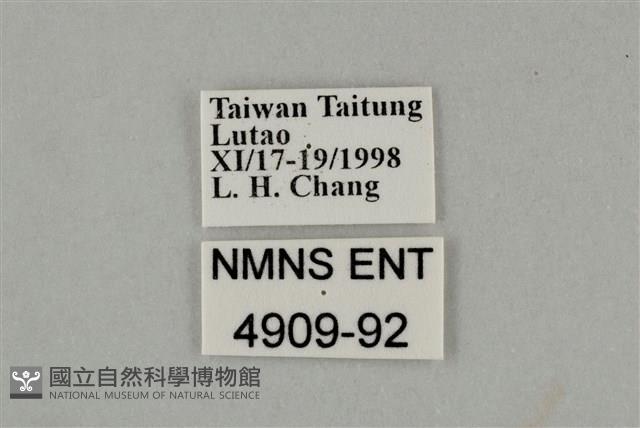 Taiwan Taitung
Lutao
XI/17-19/1998
L. H. Chang
NMNS ENT
4909-92
國立自然科學博物館
NATIONAL MUSEUM OF NATURAL SCIENCE